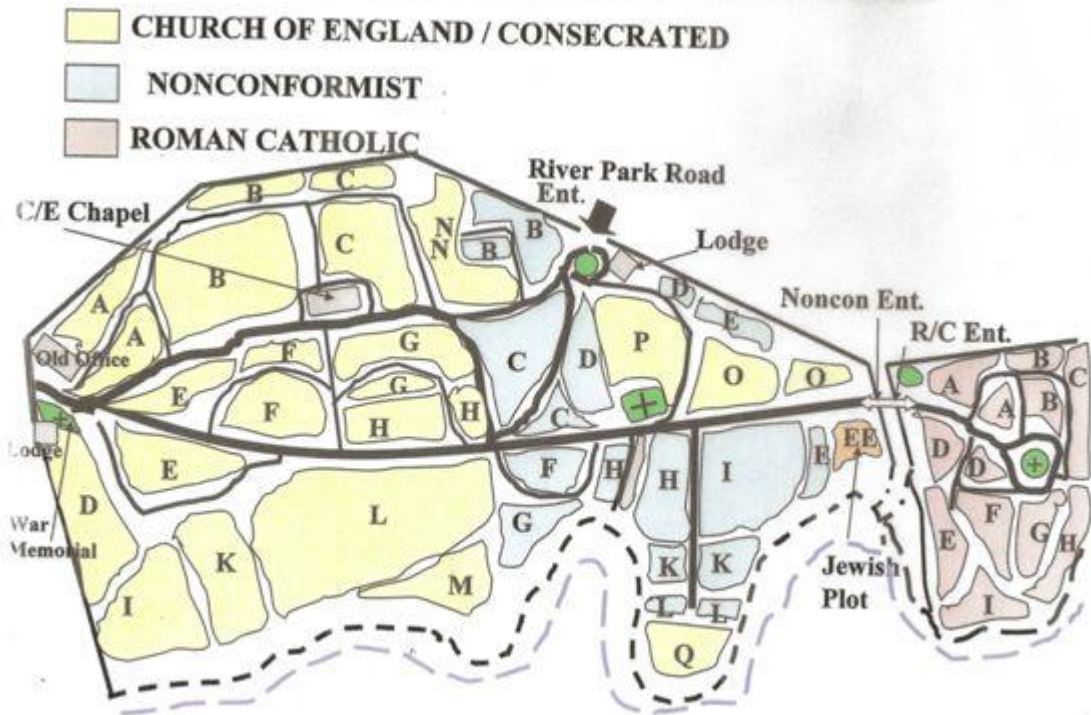 CHURCH OF ENGLAND / CONSECRATED
NONCONFORMIST
ROMAN CATHOLIC
River Park Road
Ent.
C/E Chapel
Lodge
Noncon Ent.
R/C Ent.
Old Office
Lodge
War
Memorial
Jewish
Plot
B
C
N
N
B
B
C
B
A
A
D
E
P
G
C
D
O
O
A
B
C
A
B
F
E
F
G
H
H
C
E
F
H
H
I
E
EE
D
D
D
L
G
K
I
M
K
K
L
L
Q
E
F
G
H
I